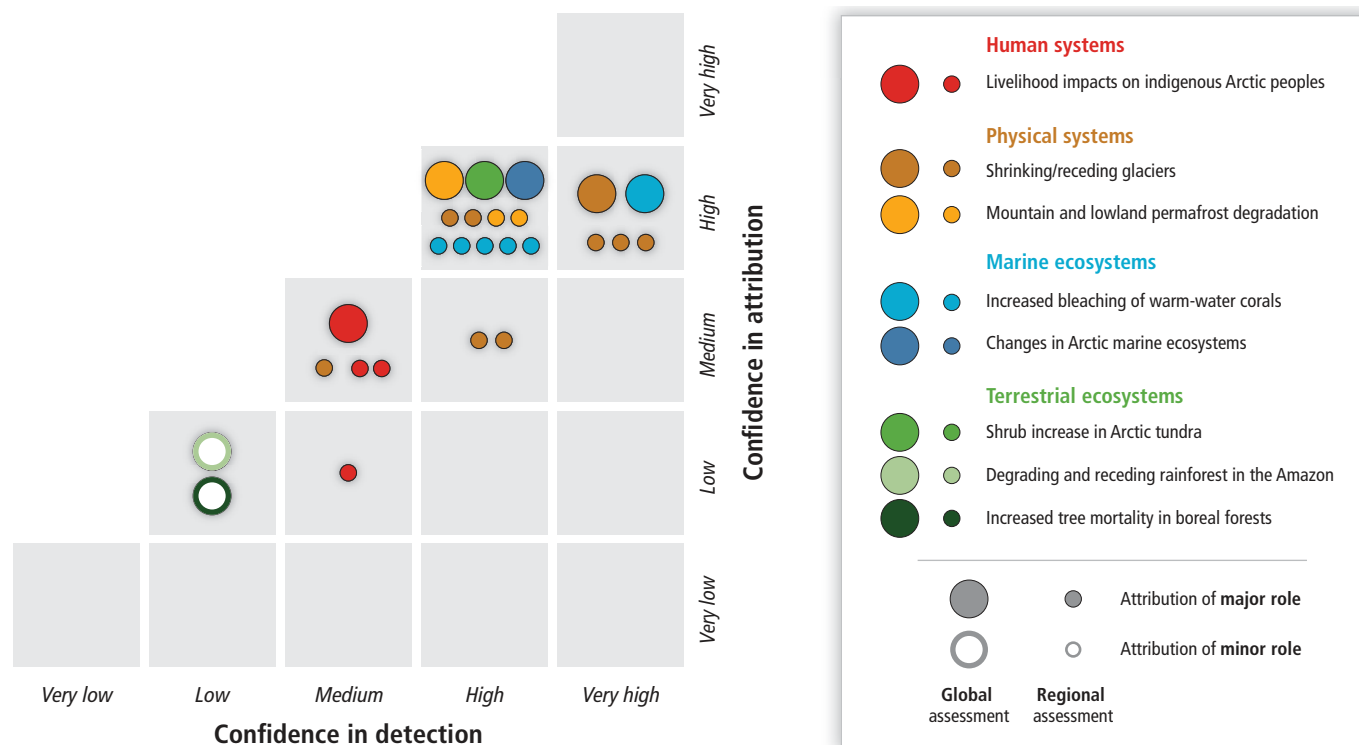 Very high
High
Medium
Low
Very low
Confidence in attribution
Very low
Low
Medium
High
Very high
Confidence in detection
Human systems
Livelihood impacts on indigenous Arctic peoples
Physical systems
Shrinking/receding glaciers
Mountain and lowland permafrost degradation
Marine ecosystems
Increased bleaching of warm-water corals
Changes in Arctic marine ecosystems
Terrestrial ecosystems
Shrub increase in Arctic tundra
Degrading and receding rainforest in the Amazon
Increased tree mortality in boreal forests
Attribution of major role
Attribution of minor role
Global
assessment
Regional
assessment